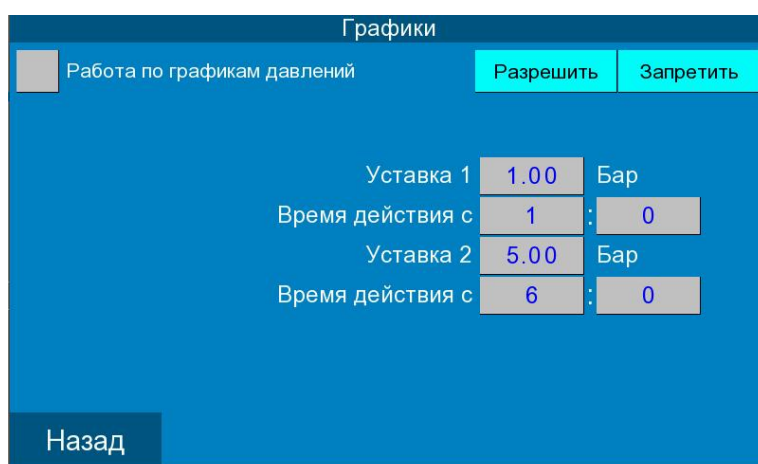 Графики
Работа по графикам давлений Разрешить Запретить
Уставка 1 1.00 Бар
Время действия с 1 : 0
Уставка 2 5.00 Бар
Время действия с 6 : 0
Назад